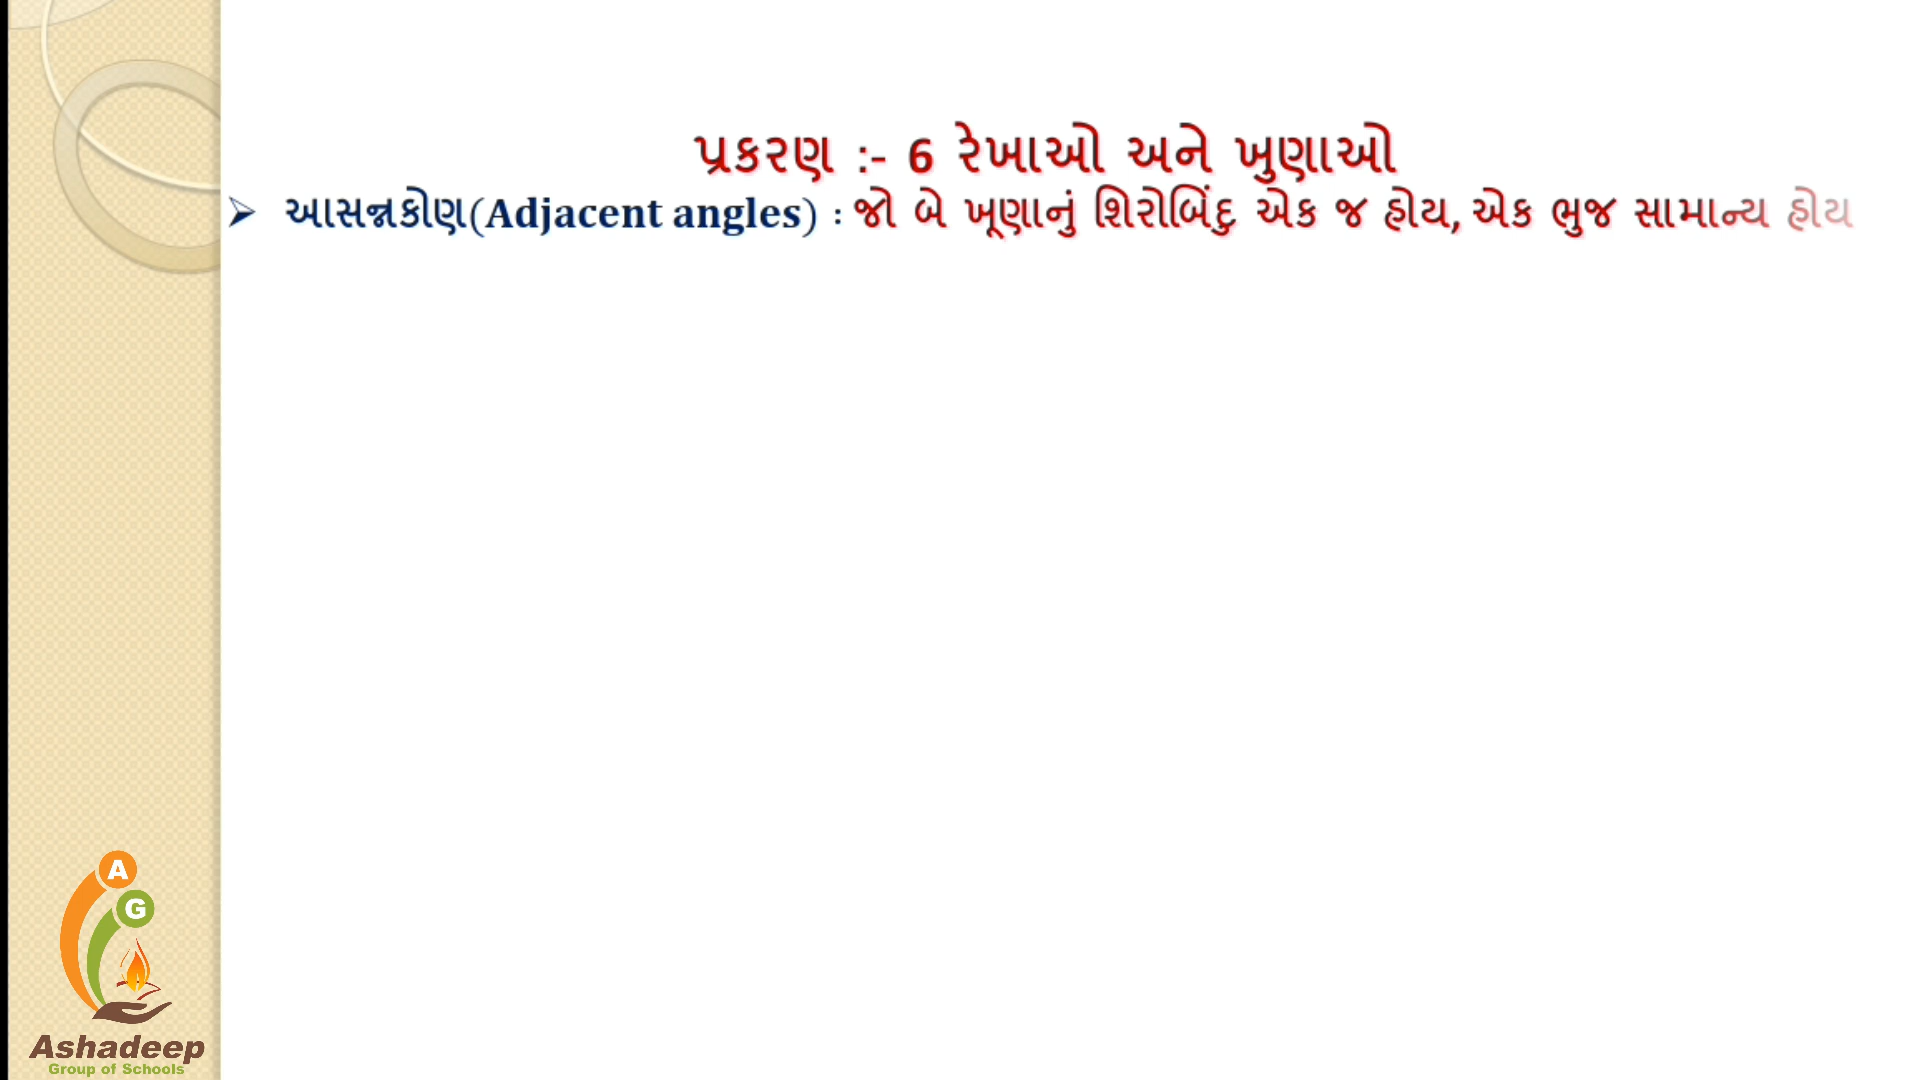 પ્રકરણ :- 6 રેખાઓ અને ખુણાઓ
➢ આસન્નકોણ(Adjacent angles) : જો બે ખૂણાનું શિરોબિંદુ એક જ હોય, એક ભુજ સામાન્ય હોય
A
G
Ashadeep
Group of Schools